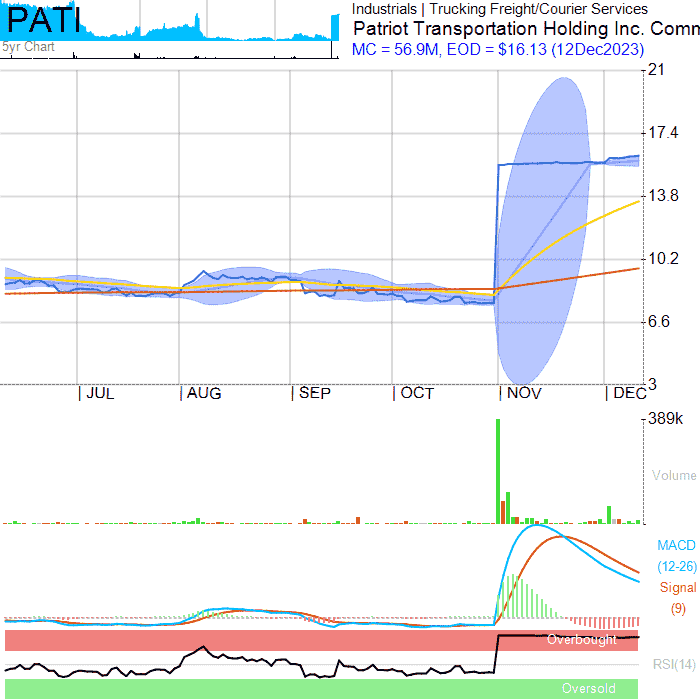 PATI
5yr Chart
Industrials | Trucking Freight/Courier Services
Patriot Transportation Holding Inc. Comm
MC = 56.9M, EOD = $16.13 (12Dec2023)
21
17.4
13.8
10.2
6.6
3
| JUL | AUG | SEP | OCT | NOV | DEC
389k
Volume
MACD
(12-26)
Signal
(9)
Overbought
RSI(14)
Oversold